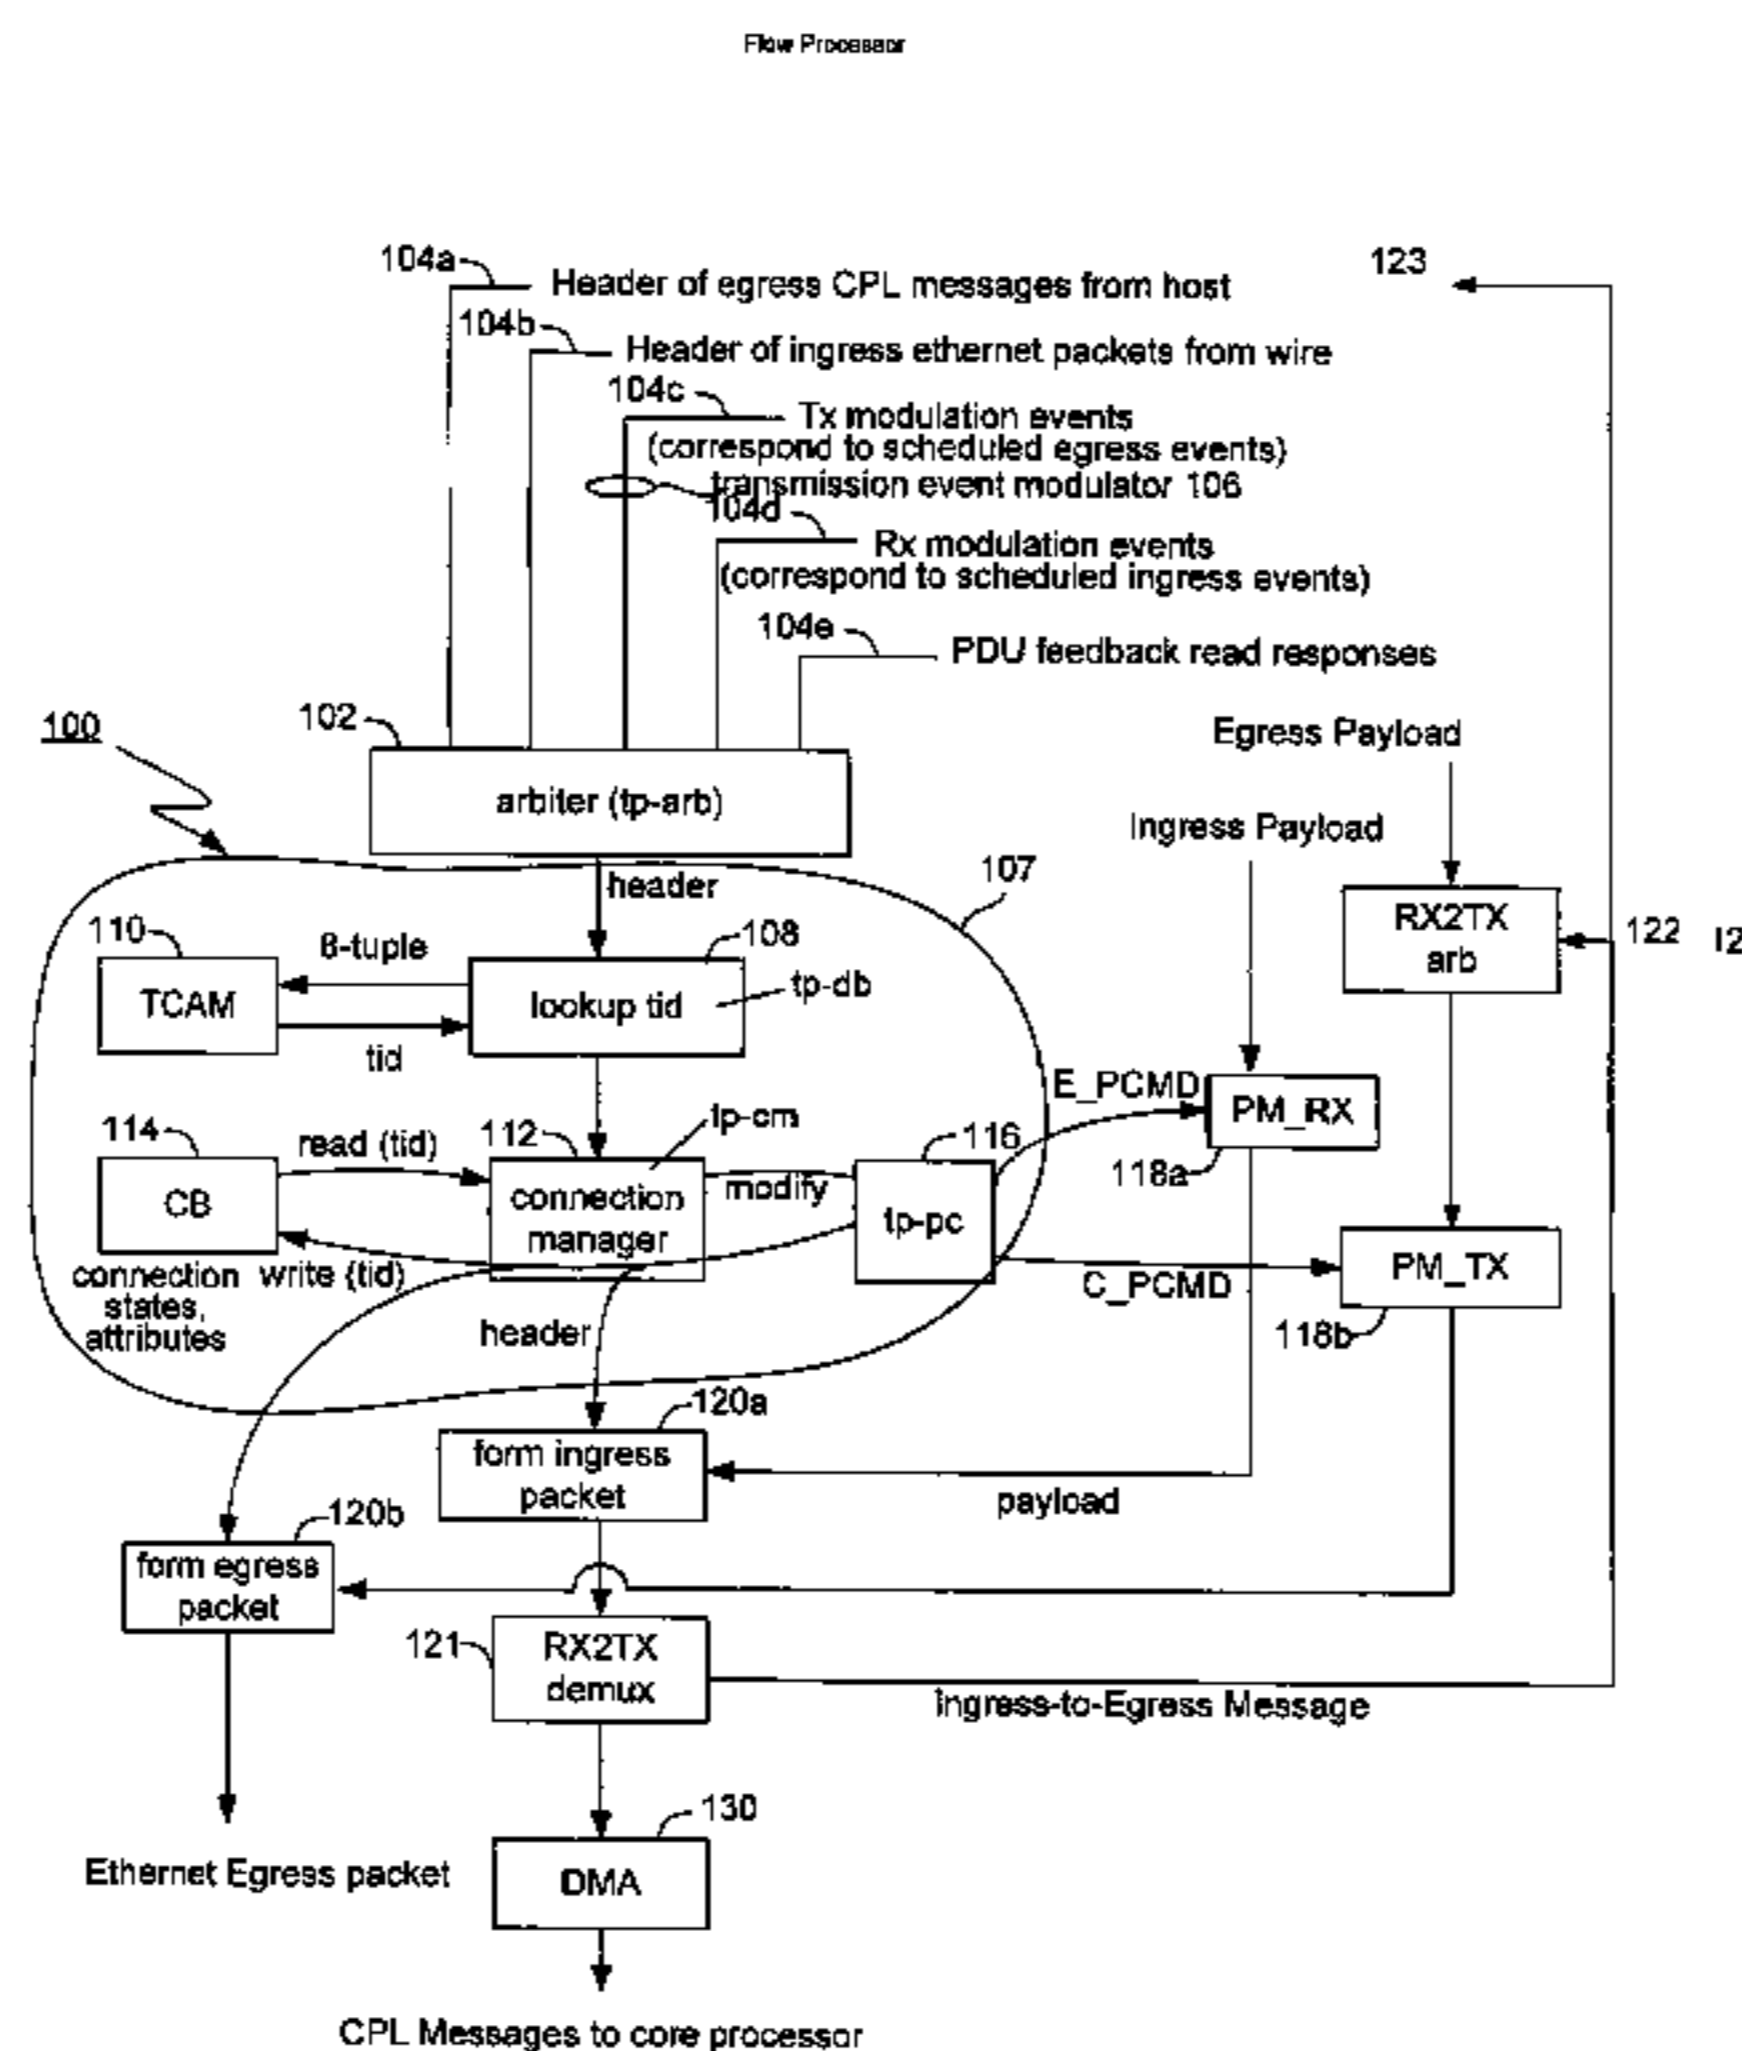 Flow Processor
104a
Header of egress CPL messages from host
123
104b
Header of ingress ethernet packets from wire
104c
Tx modulation events
(correspond to scheduled egress events)
transmission event modulator 106
104d
Rx modulation events
(correspond to scheduled ingress events)
104e
PDU feedback read responses
100
102
Egress Payload
arbiter (tp-arb)
Ingress Payload
header
107
110
6-tuple
108
RX2TX
arb
122
12
TCAM
lookup tid
tp-db
tid
E_PCMD
PM_RX
114
read (tid)
112
tp-cm
116
118a
CB
connection
manager
modify
tp-pc
connection
states,
attributes
write (tid)
C_PCMD
PM_TX
118b
header
120a
form ingress
packet
payload
120b
form egress
packet
121
RX2TX
demux
Ingress-to-Egress Message
130
Ethernet Egress packet
DMA
CPL Messages to core processor